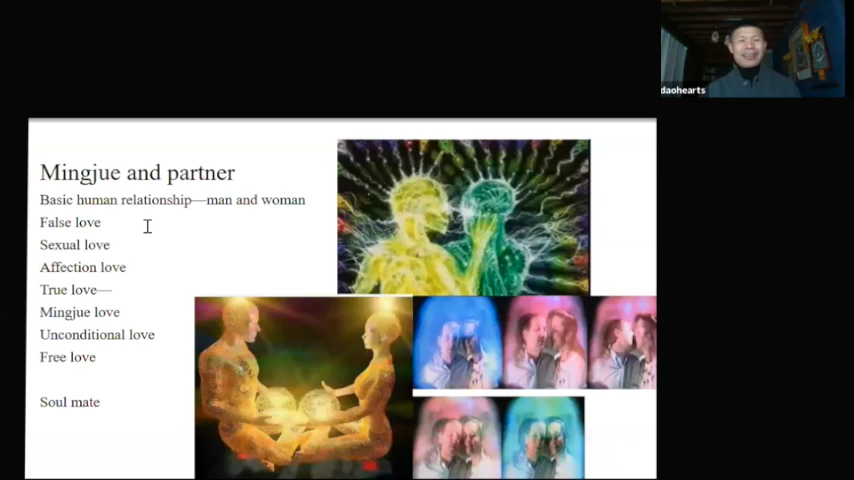 daohearts
Mingjue and partner
Basic human relationship—man and woman
False love
Sexual love
Affection love
True love—
Mingjue love
Unconditional love
Free love
Soul mate